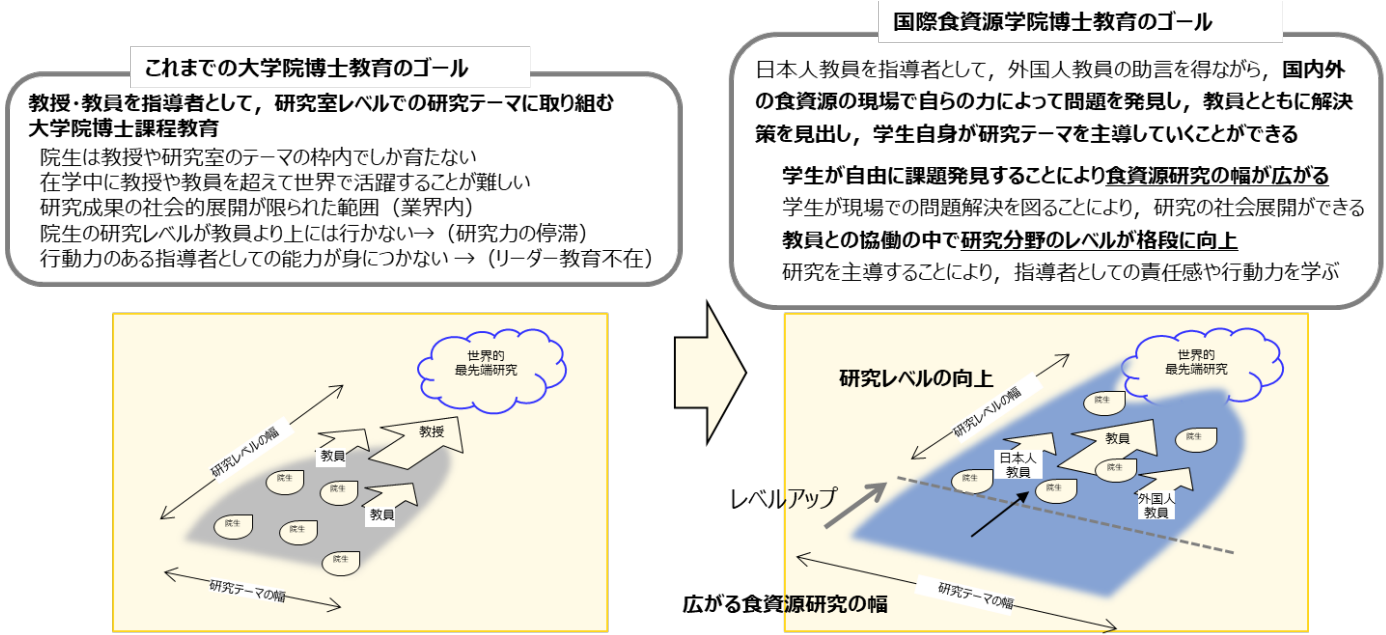 これまでの大学院博士教育のゴール
教授・教員を指導者として，研究室レベルでの研究テーマに取り組む
大学院博士課程教育
院生は教授や研究室のテーマの枠内でしか育たない
在学中に教授や教員を超えて世界で活躍することが難しい
研究成果の社会的展開が限られた範囲（業界内）
院生の研究レベルが教員より上には行かない→（研究力の停滞）
行動力のある指導者としての能力が身につかない →（リーダー教育不在）
世界的
最先端研究
研究レベルの幅
教授
教員
院生
院生
教員
院生
院生
院生
研究テーマの幅
国際食資源学院博士教育のゴール
日本人教員を指導者として，外国人教員の助言を得ながら，国内外
の食資源の現場で自らの力によって問題を発見し，教員とともに解決
策を見出し，学生自身が研究テーマを主導していくことができる
学生が自由に課題発見することにより食資源研究の幅が広がる
学生が現場での問題解決を図ることにより，研究の社会展開ができる
教員との協働の中で研究分野のレベルが格段に向上
研究を主導することにより，指導者としての責任感や行動力を学ぶ
世界的
最先端研究
研究レベルの向上
研究レベルの幅
院生
教員
院生
日本人
教員
院生
院生
院生
外国人
教員
レベルアップ
研究テーマの幅
広がる食資源研究の幅